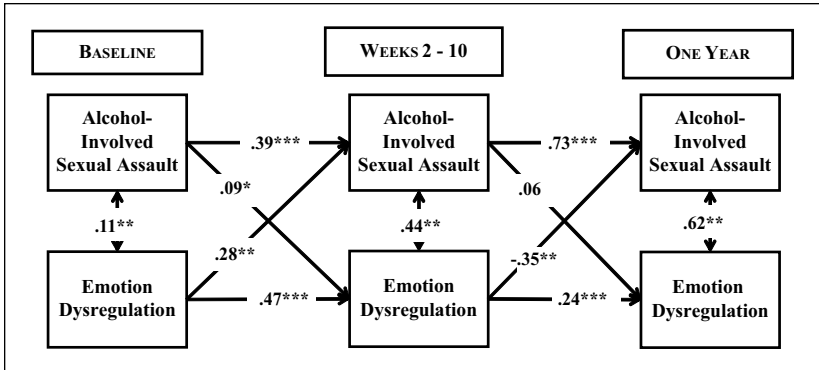 BASELINE
WEEKS 2 - 10
ONE YEAR
Alcohol-
Involved
Sexual Assault
Alcohol-
Involved
Sexual Assault
Alcohol-
Involved
Sexual Assault
.39***
.73***
.09*
.06
.11**
.44**
.62**
.28**
-.35**
Emotion
Dysregulation
Emotion
Dysregulation
Emotion
Dysregulation
.47***
.24***